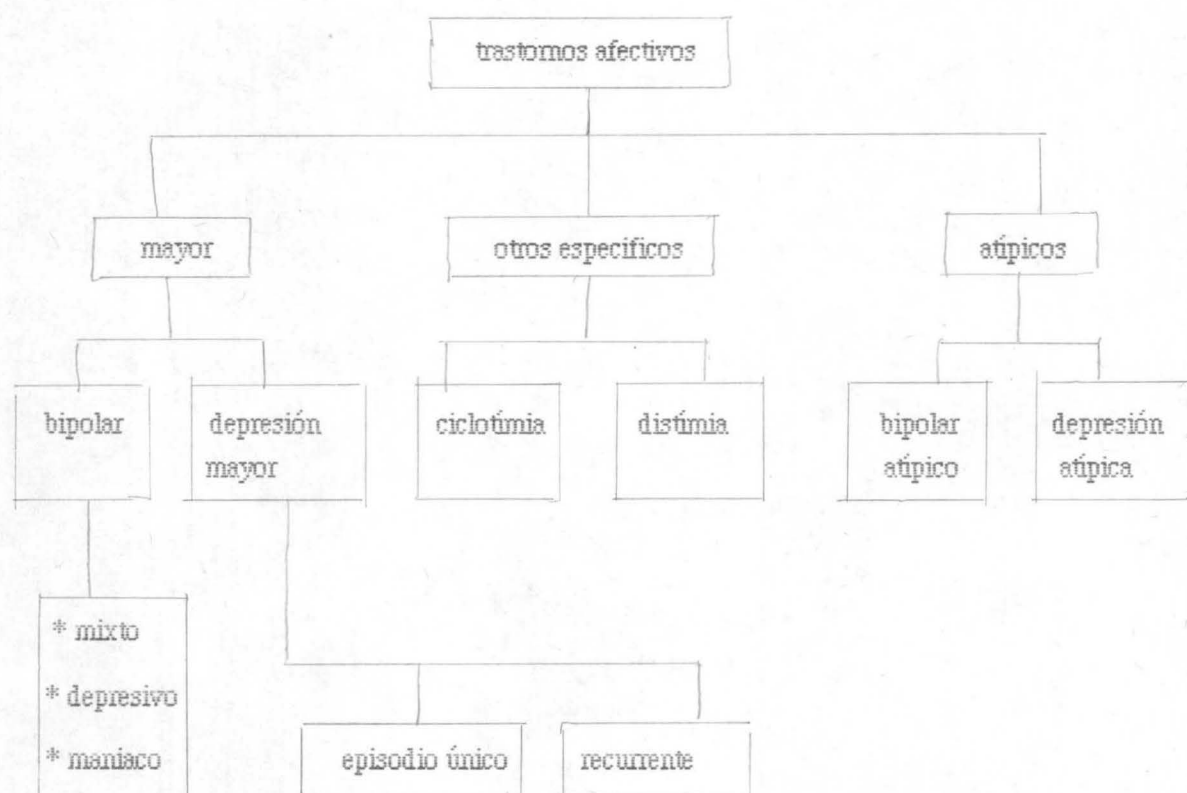 trastornos afectivos
mayor
otros especificos
atípicos
bipolar
depresión
mayor
ciclotímia
distímia
bipolar
atípico
depresión
atípica
* mixto
* depresivo
* maniaco
episodio único
recurrente